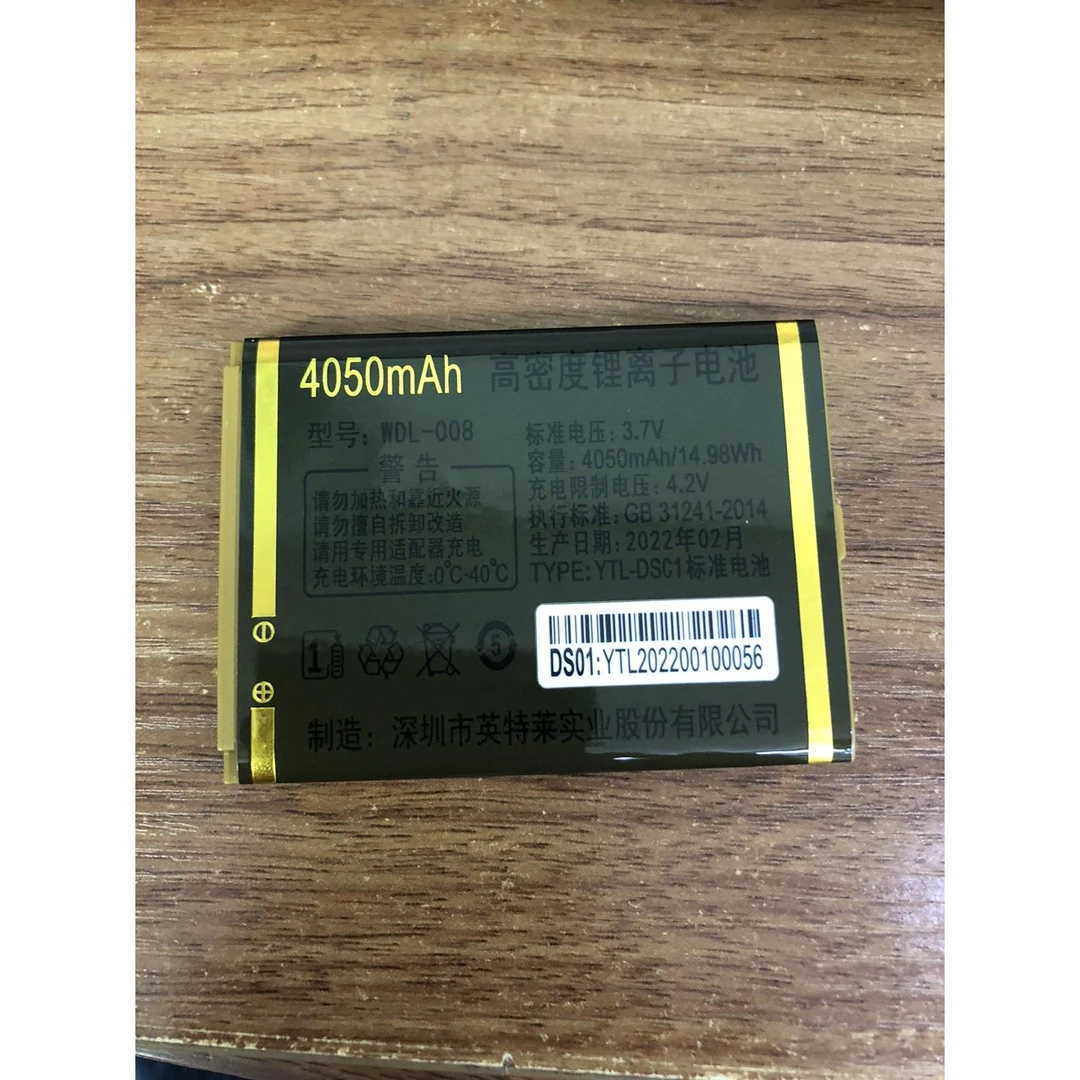 4050mAh 高密度锂离子电池
型号: WDL-008
警告
请勿加热和靠近火源
请勿擅自拆卸改造
请用专用适配器充电
充电环境温度:0℃-40℃
标准电压: 3.7V
容量: 4050mAh/14.98Wh
充电限制电压: 4.2V
执行标准: GB 31241-2014
生产日期: 2022年02月
TYPE: YTL-DSC1标准电池
1
5
DS01:YTL202200100056
制造: 深圳市英特莱实业股份有限公司